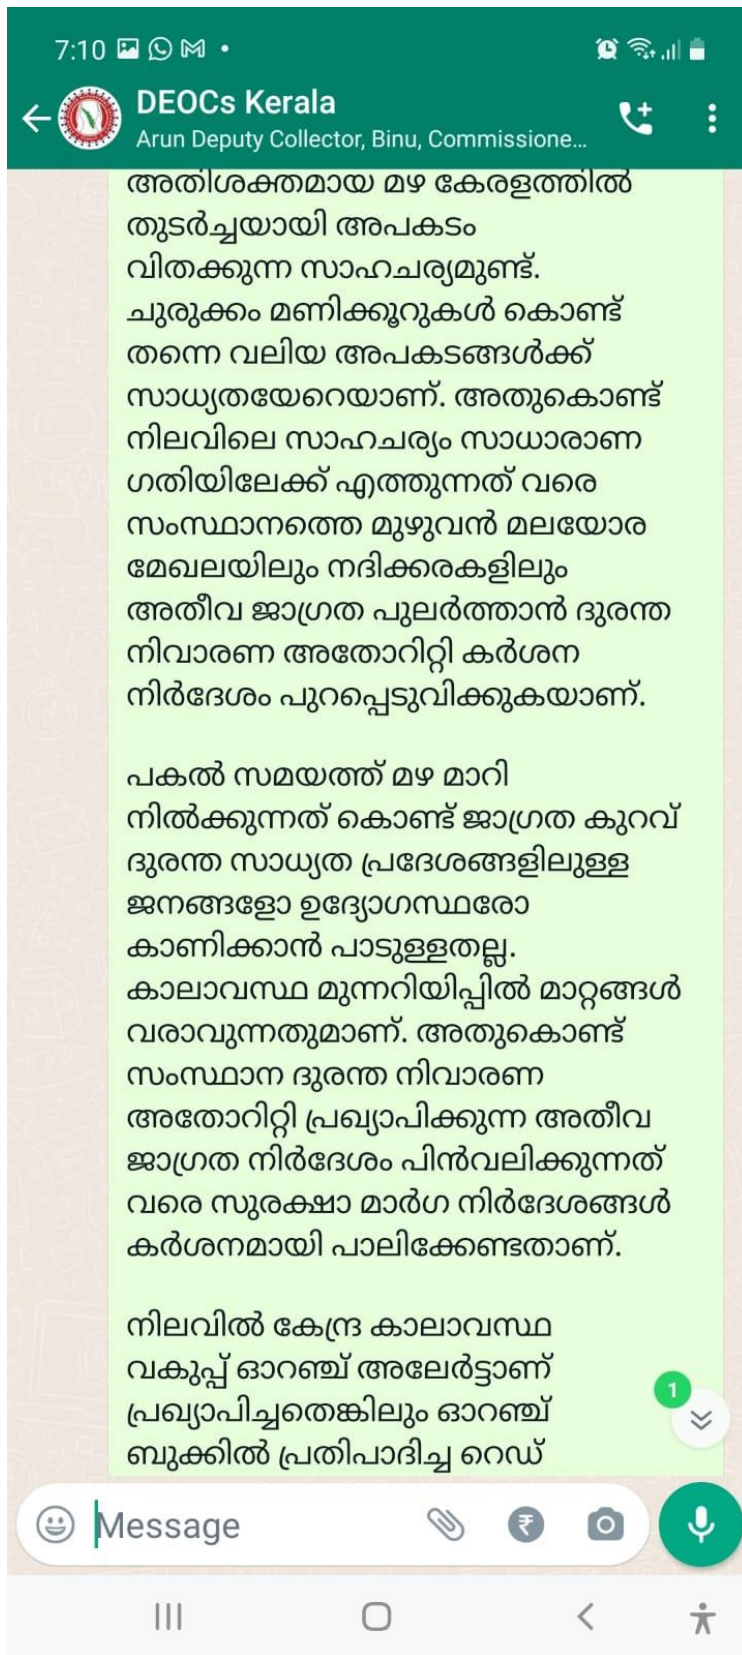 7:10
DEOCs Kerala
Arun Deputy Collector, Binu, Commissione...
അതിശക്തമായ മഴ കേരളത്തിൽ
തുടർച്ചയായി അപകടം
വിതക്കുന്ന സാഹചര്യമുണ്ട്.
ചുരുക്കം മണിക്കൂറുകൾ കൊണ്ട്
തന്നെ വലിയ അപകടങ്ങൾക്ക്
സാധ്യതയേറെയാണ്. അതുകൊണ്ട്
നിലവിലെ സാഹചര്യം സാധാരാണ
ഗതിയിലേക്ക് എത്തുന്നത് വരെ
സംസ്ഥാനത്തെ മുഴുവൻ മലയോര
മേഖലയിലും നദിക്കരകളിലും
അതീവ ജാഗ്രത പുലർത്താൻ ദുരന്ത
നിവാരണ അതോറിറ്റി കർശന
നിർദേശം പുറപ്പെടുവിക്കുകയാണ്.
പകൽ സമയത്ത് മഴ മാറി
നിൽക്കുന്നത് കൊണ്ട് ജാഗ്രത കുറവ്
ദുരന്ത സാധ്യത പ്രദേശങ്ങളിലുള്ള
ജനങ്ങളോ ഉദ്യോഗസ്ഥരോ
കാണിക്കാൻ പാടുള്ളതല്ല.
കാലാവസ്ഥ മുന്നറിയിപ്പിൽ മാറ്റങ്ങൾ
വരാവുന്നതുമാണ്. അതുകൊണ്ട്
സംസ്ഥാന ദുരന്ത നിവാരണ
അതോറിറ്റി പ്രഖ്യാപിക്കുന്ന അതീവ
ജാഗ്രത നിർദേശം പിൻവലിക്കുന്നത്
വരെ സുരക്ഷാ മാർഗ നിർദേശങ്ങൾ
കർശനമായി പാലിക്കേണ്ടതാണ്.
നിലവിൽ കേന്ദ്ര കാലാവസ്ഥ
വകുപ്പ് ഓറഞ്ച് അലേർട്ടാണ്
പ്രഖ്യാപിച്ചതെങ്കിലും ഓറഞ്ച്
ബുക്കിൽ പ്രതിപാദിച്ച റെഡ്
1
Message